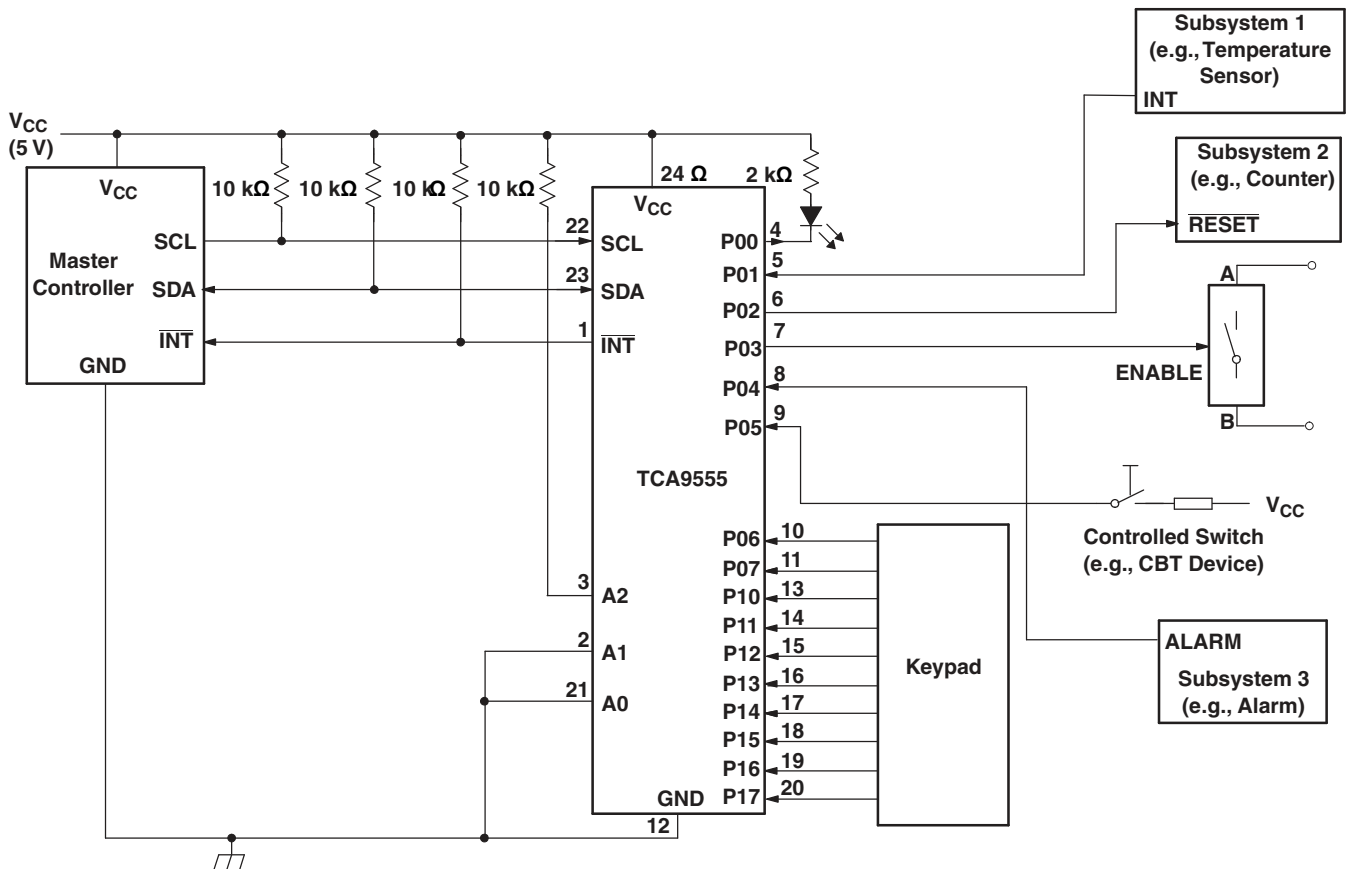 Subsystem 1
(e.g., Temperature
Sensor)
INT
VCC
(5 V)
VCC
10 kΩ
10 kΩ
10 kΩ
10 kΩ
24 Ω
2 kΩ
Subsystem 2
(e.g., Counter)
RESET
Master
Controller
SCL
SDA
INT
GND
22
23
1
3
2
21
VCC
SCL
SDA
INT
TCA9555
A2
A1
A0
GND
12
P00
P01
P02
P03
P04
P05
P06
P07
P10
P11
P12
P13
P14
P15
P16
P17
4
5
6
7
8
9
10
11
13
14
15
16
17
18
19
20
A
ENABLE
B
VCC
Controlled Switch
(e.g., CBT Device)
Keypad
ALARM
Subsystem 3
(e.g., Alarm)